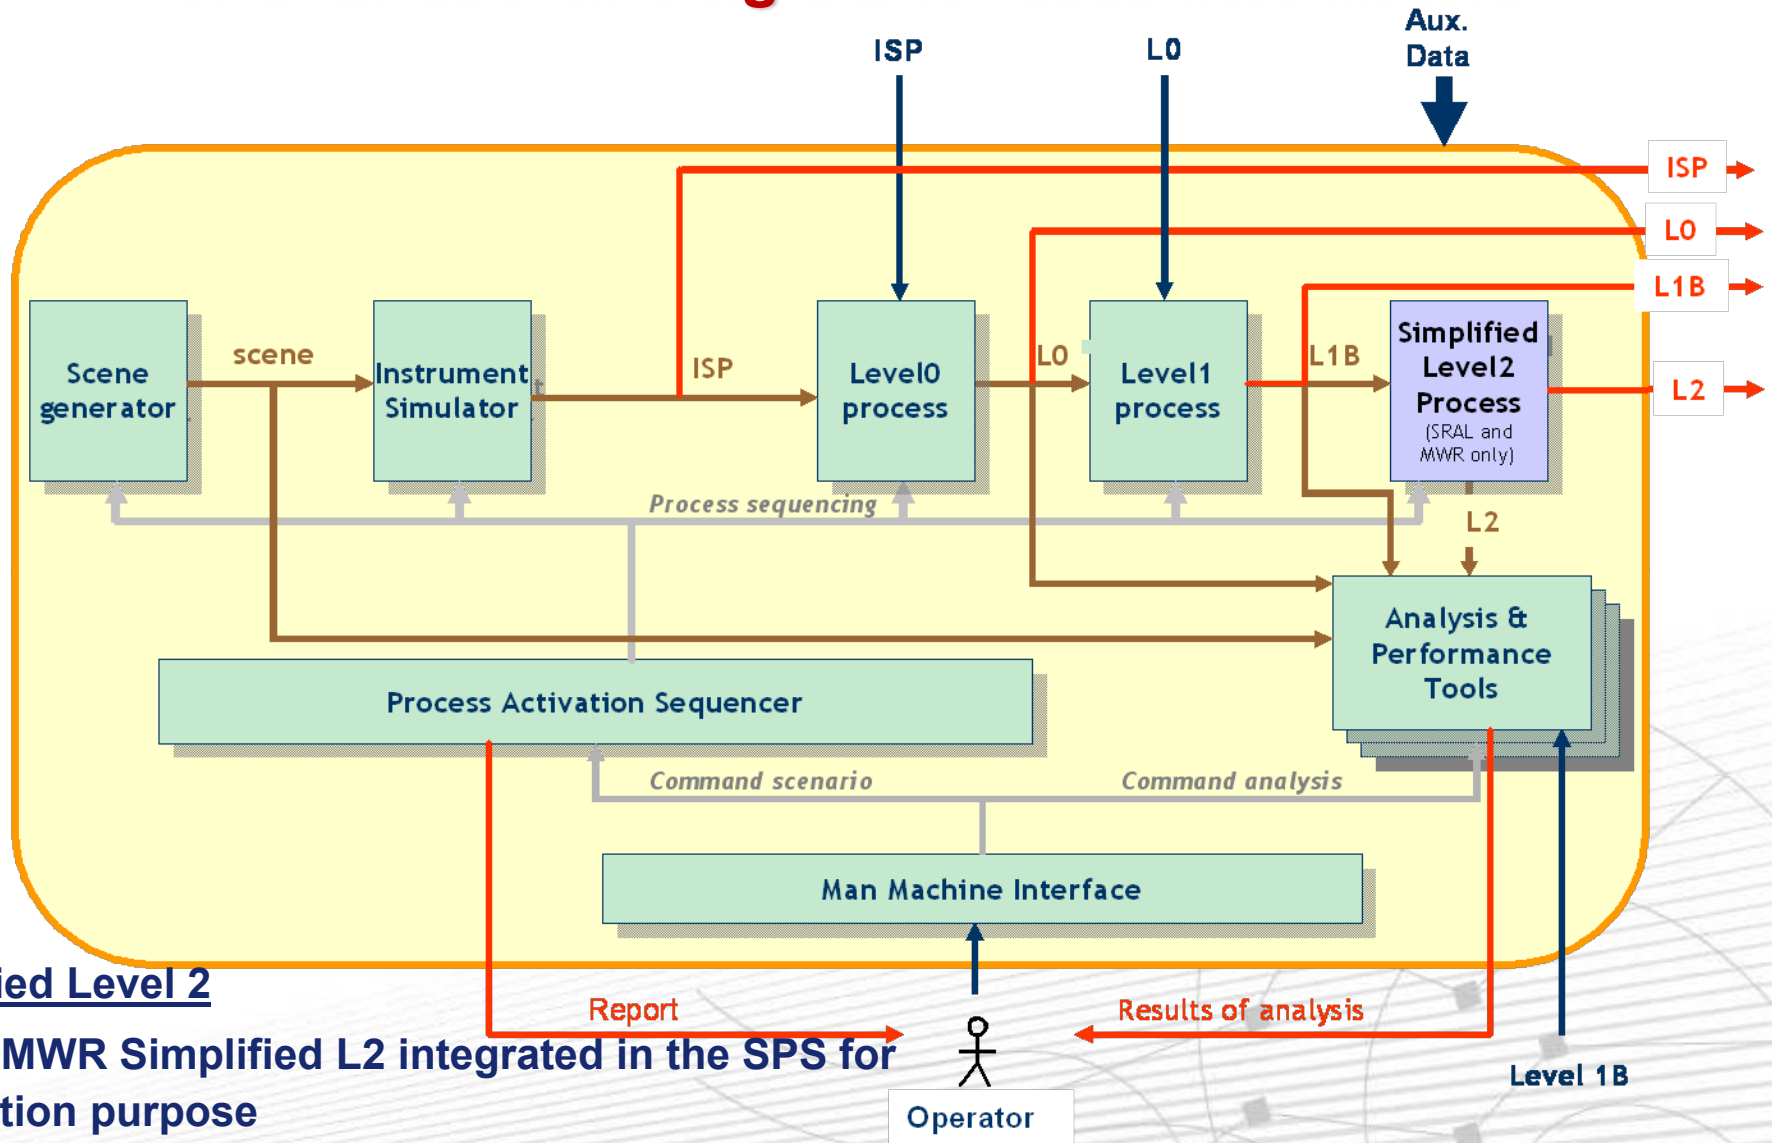 ISP
L0
Aux.
Data
ISP
L0
L1B
L2
Scene
generator
scene
Instrument
Simulator
ISP
Level0
process
L0
Level1
process
L1B
Simplified
Level2
Process
(SRAL and
MWR only)
Process sequencing
L2
Analysis &
Performance
Tools
Process Activation Sequencer
Command scenario
Command analysis
Man Machine Interface
ied Level 2
Report
Results of analysis
MWR Simplified L2 integrated in the SPS for
tion purpose
Level 1B
Operator